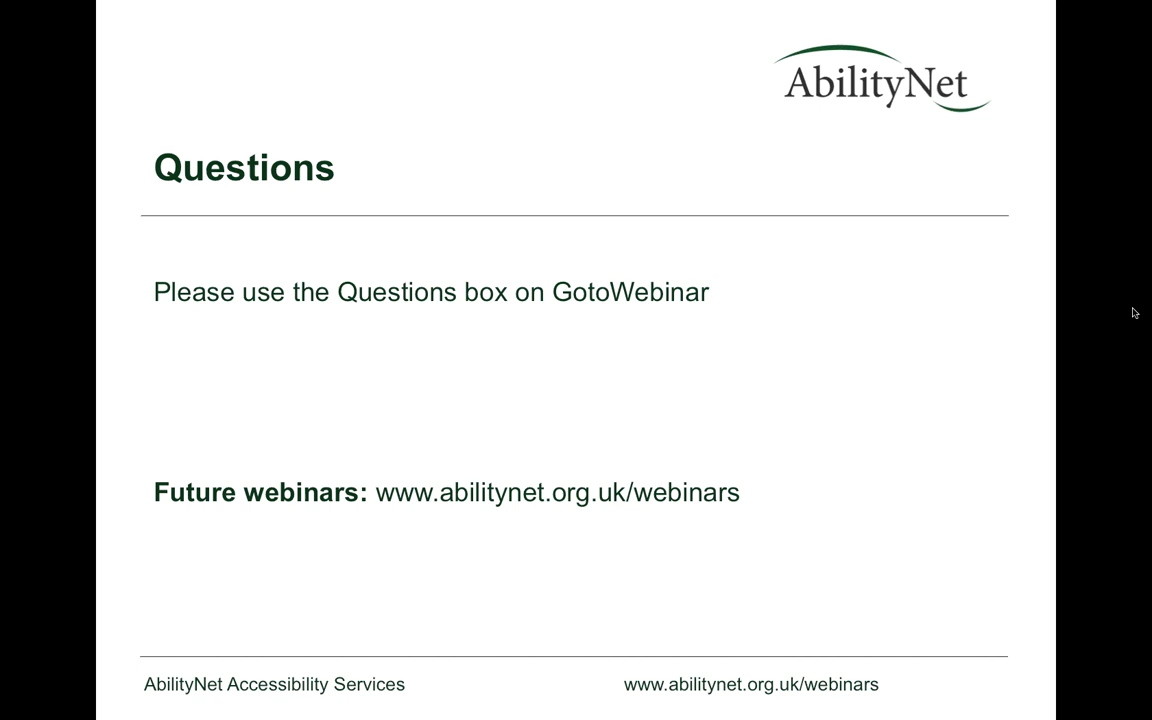 AbilityNet
Questions
Please use the Questions box on GotoWebinar
Future webinars: www.abilitynet.org.uk/webinars
AbilityNet Accessibility Services
www.abilitynet.org.uk/webinars